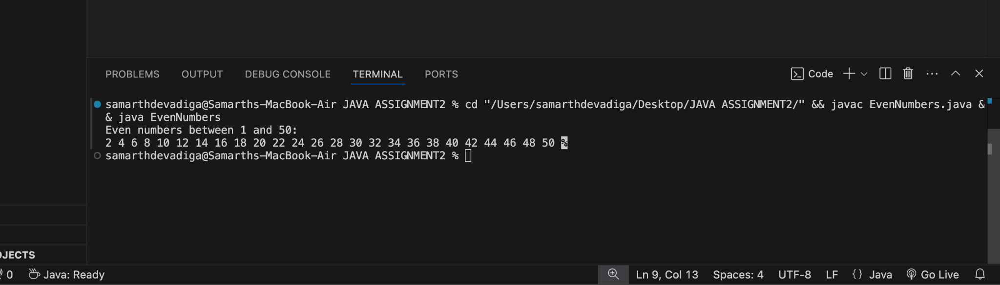 PROBLEMS OUTPUT DEBUG CONSOLE TERMINAL PORTS Code
samarthdevadiga@Samarths-MacBook-Air JAVA ASSIGNMENT2 % cd "/Users/samarthdevadiga/Desktop/JAVA ASSIGNMENT2/" && javac EvenNumbers.java &
& java EvenNumbers
Even numbers between 1 and 50:
2 4 6 8 10 12 14 16 18 20 22 24 26 28 30 32 34 36 38 40 42 44 46 48 50 %
samarthdevadiga@Samarths-MacBook-Air JAVA ASSIGNMENT2 %
OJECTS
0 Java: Ready Ln 9, Col 13 Spaces: 4 UTF-8 LF {} Java Go Live